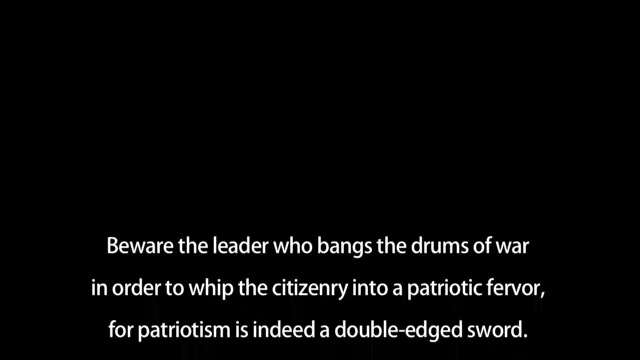 Beware the leader who bangs the drums of war
in order to whip the citizenry into a patriotic fervor,
for patriotism is indeed a double-edged sword.